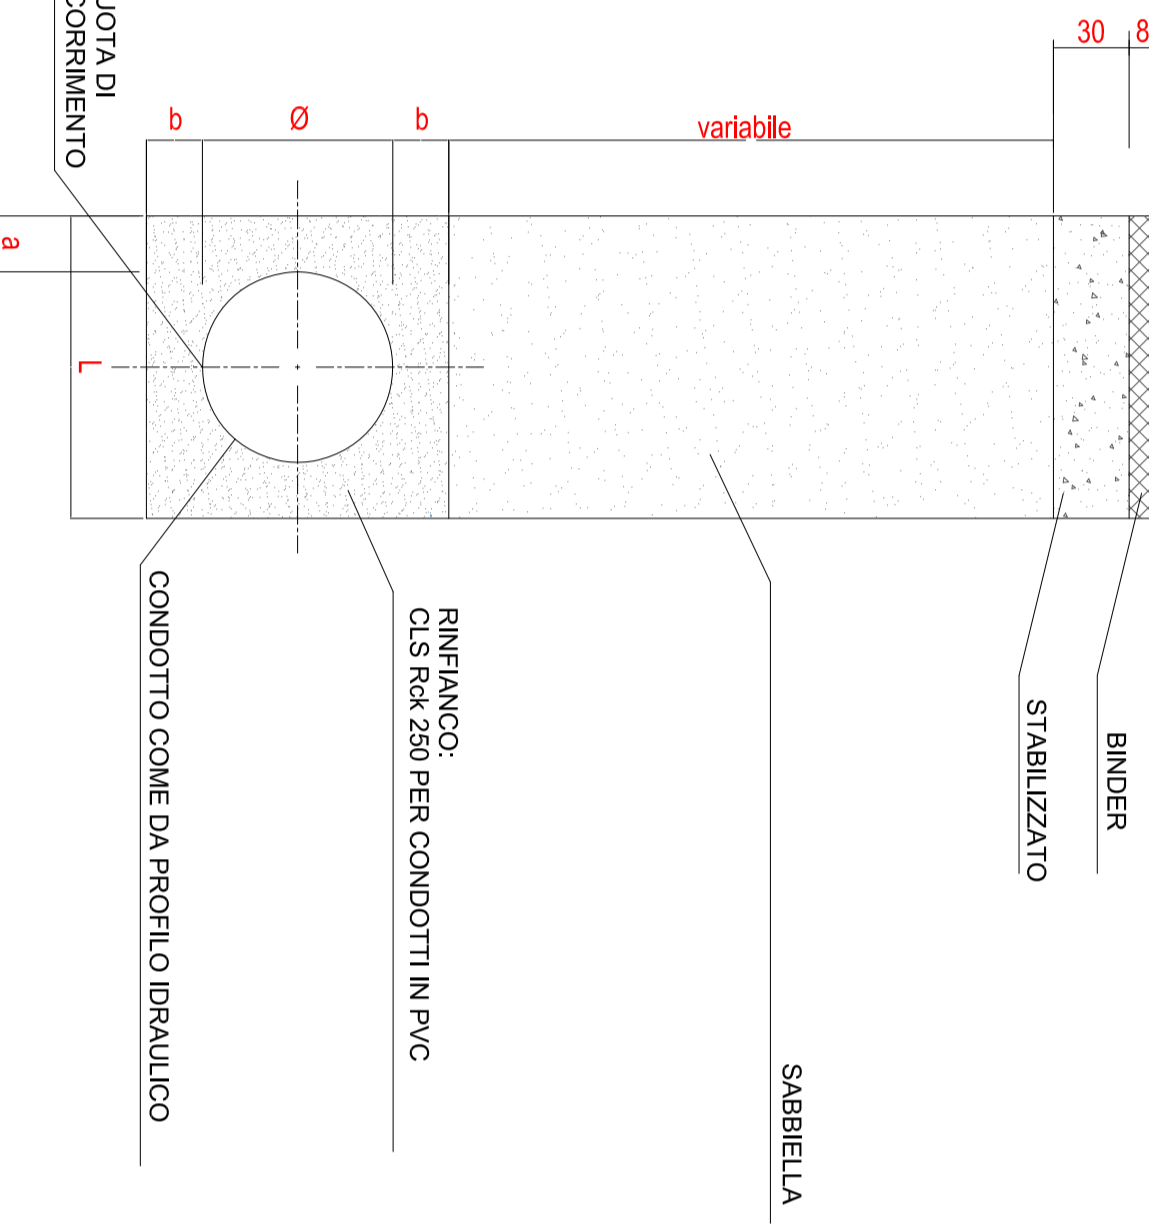 30
8
variabile
b
Ø
b
a
L
UOTA DI
CORRIMENTO
BINDER
STABILIZZATO
SABBIELLA
RINFIANCO:
CLS Rck 250 PER CONDOTTI IN PVC
CONDOTTO COME DA PROFILO IDRAULICO